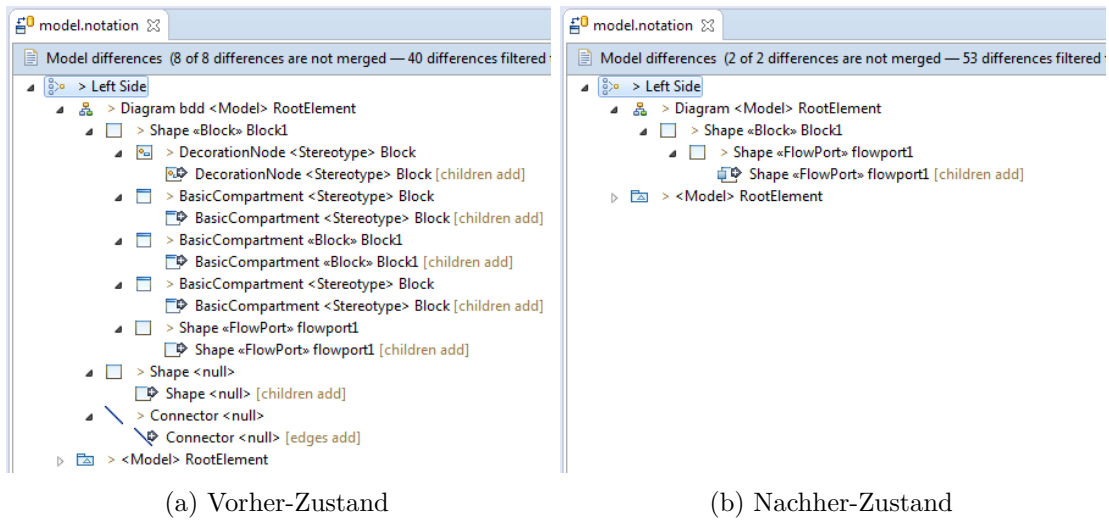 model.notation
Model differences (8 of 8 differences are not merged — 40 differences filtered
> Left Side
> Diagram bdd <Model> RootElement
> Shape «Block» Block1
> DecorationNode <Stereotype> Block
DecorationNode <Stereotype> Block [children add]
> BasicCompartment <Stereotype> Block
BasicCompartment <Stereotype> Block [children add]
> BasicCompartment «Block» Block1
BasicCompartment «Block» Block1 [children add]
> BasicCompartment <Stereotype> Block
BasicCompartment <Stereotype> Block [children add]
> Shape «FlowPort» flowport1
Shape «FlowPort» flowport1 [children add]
> Shape <null>
Shape <null> [children add]
> Connector <null>
Connector <null> [edges add]
> <Model> RootElement
(a) Vorher-Zustand
model.notation
Model differences (2 of 2 differences are not merged — 53 differences filtered
> Left Side
> Diagram <Model> RootElement
> Shape «Block» Block1
> Shape «FlowPort» flowport1
Shape «FlowPort» flowport1 [children add]
> <Model> RootElement
(b) Nachher-Zustand